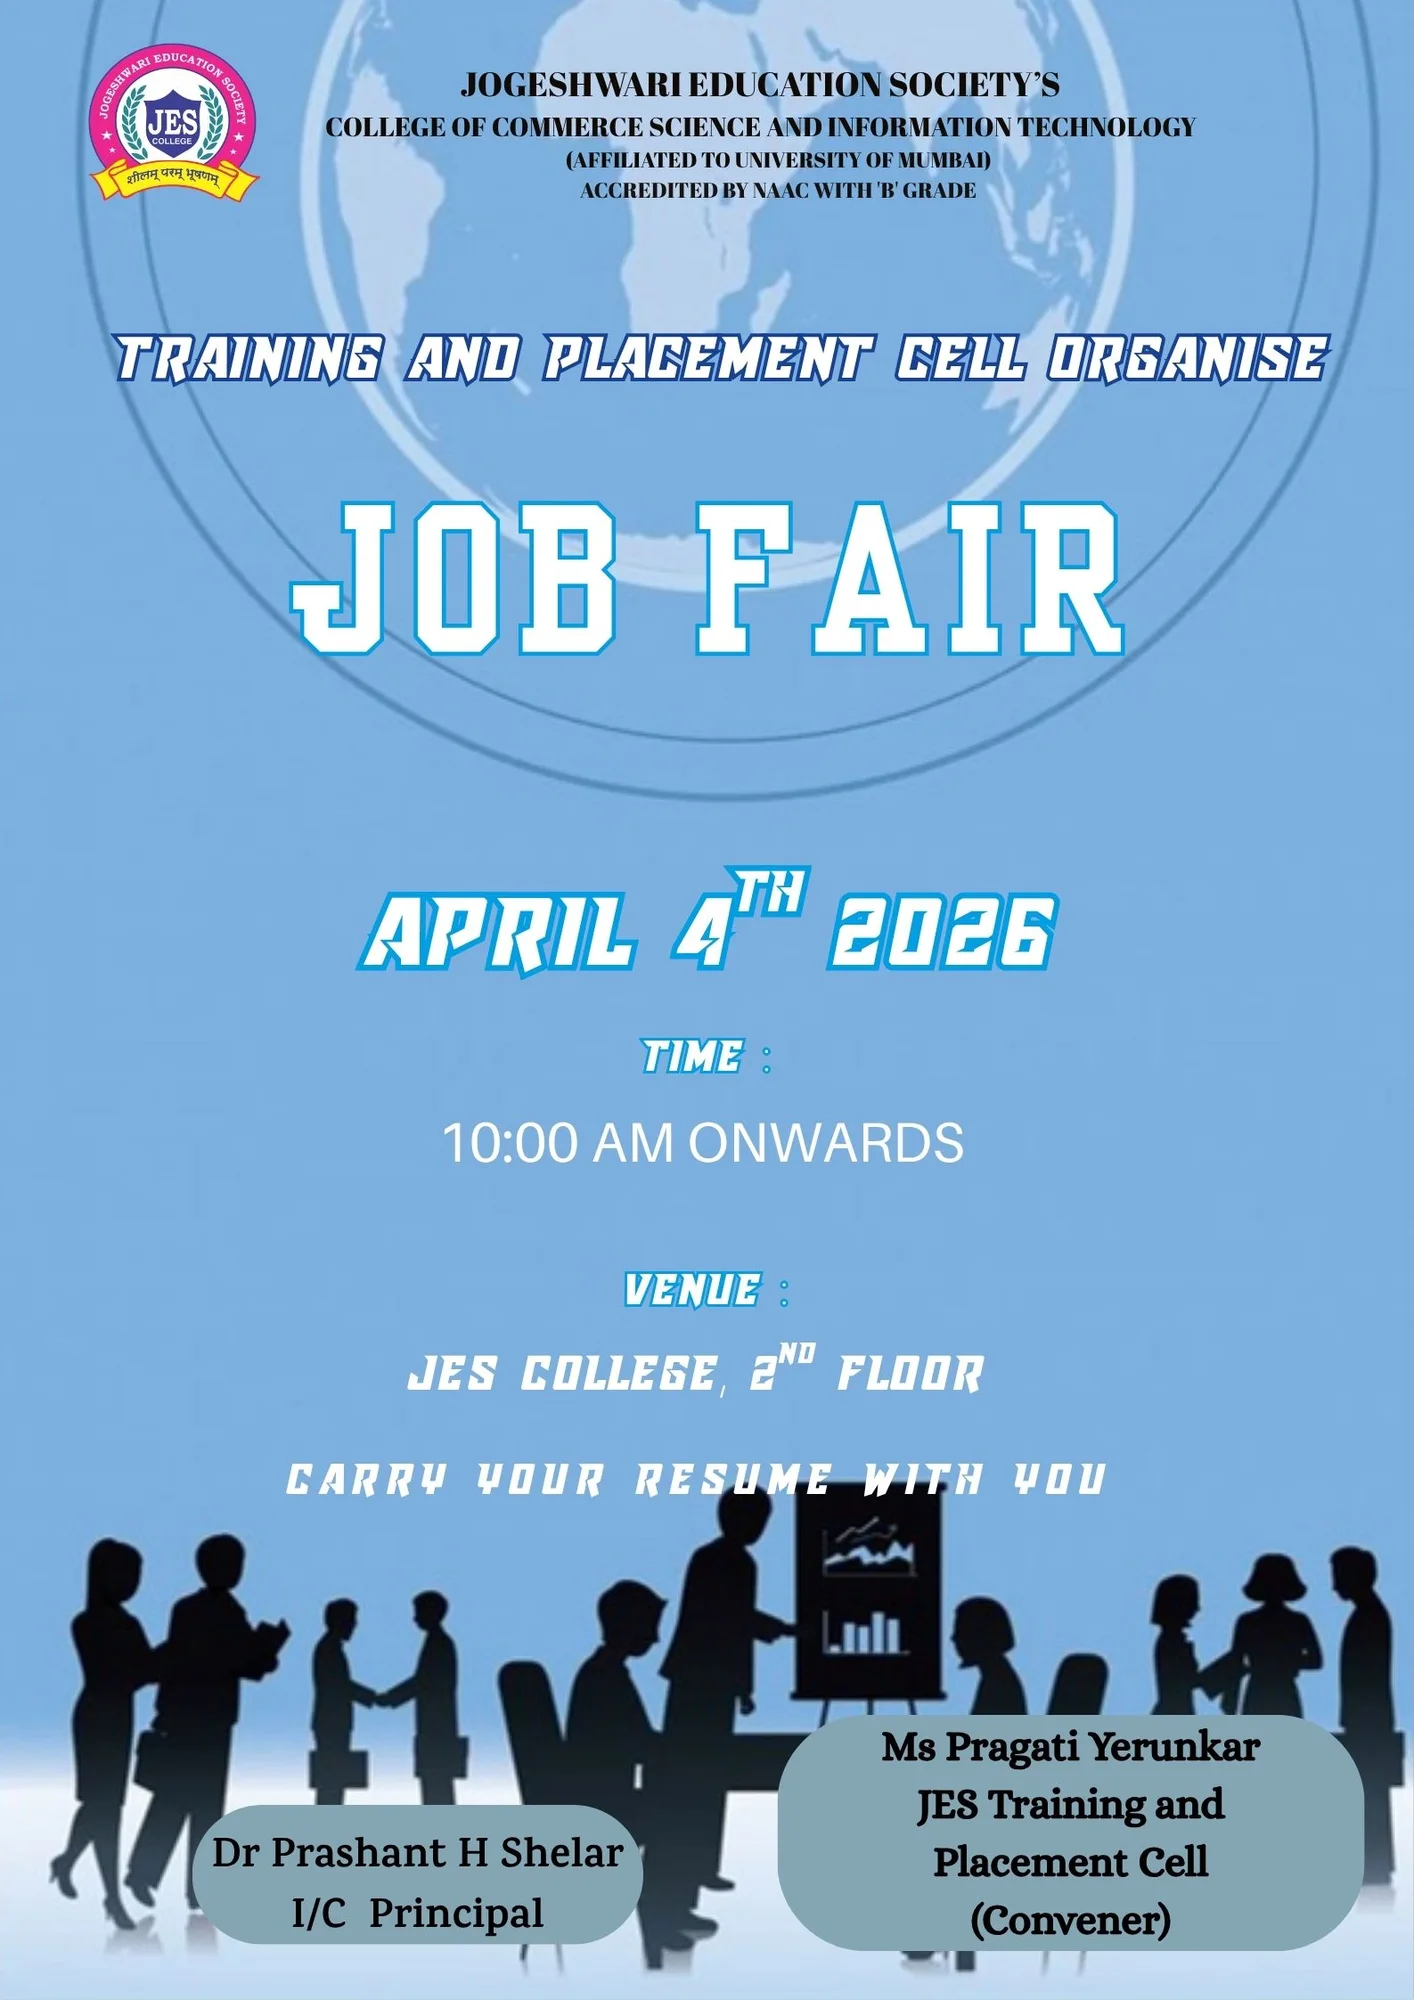 JOGESHWARI EDUCATION SOCIETY
JES
COLLEGE
शीलम् परम् भूषणम्
JOGESHWARI EDUCATION SOCIETY'S
COLLEGE OF COMMERCE SCIENCE AND INFORMATION TECHNOLOGY
(AFFILIATED TO UNIVERSITY OF MUMBAI)
ACCREDITED BY NAAC WITH 'B' GRADE
TRAINING AND PLACEMENT CELL ORGANISE
JOB FAIR
APRIL 4TH 2026
TIME :
10:00 AM ONWARDS
VENUE :
JES COLLEGE, 2ND FLOOR
CARRY YOUR RESUME WITH YOU
Dr Prashant H Shelar
I/C Principal
Ms Pragati Yerunkar
JES Training and
Placement Cell
(Convener)